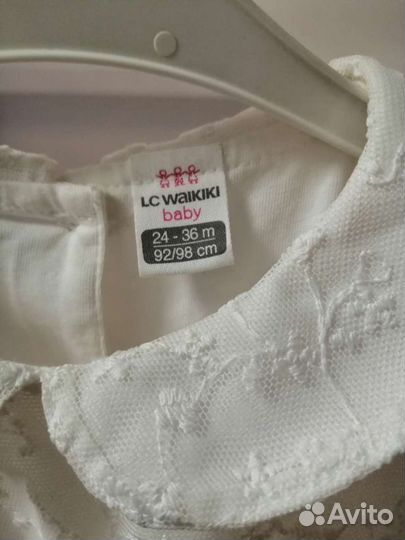 LC WAIKIKI
baby
24 - 36 m
92/98 cm
Avito